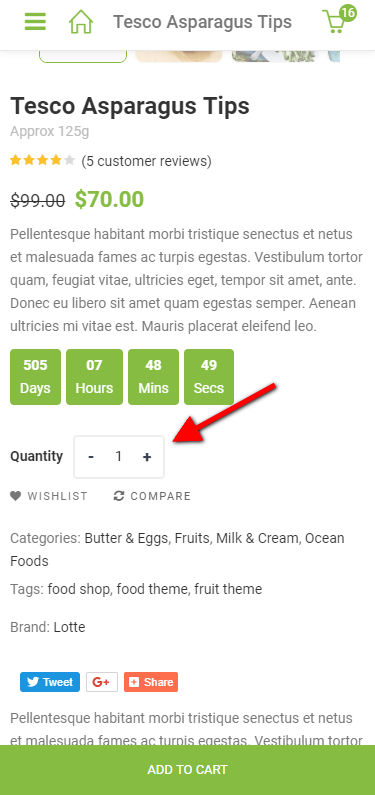 Tesco Asparagus Tips
16
Tesco Asparagus Tips
Approx 125g
(5 customer reviews)
$99.00 $70.00
Pellentesque habitant morbi tristique senectus et netus
et malesuada fames ac turpis egestas. Vestibulum tortor
quam, feugiat vitae, ultricies eget, tempor sit amet, ante.
Donec eu libero sit amet quam egestas semper. Aenean
ultricies mi vitae est. Mauris placerat eleifend leo.
505 07 48 49
Days Hours Mins Secs
Quantity - 1 +
WISHLIST COMPARE
Categories: Butter & Eggs, Fruits, Milk & Cream, Ocean
Foods
Tags: food shop, food theme, fruit theme
Brand: Lotte
Tweet G+ Share
Pellentesque habitant morbi tristique senectus et netus
et malesuada fames ac turpis egestas. Vestibulum tortor
ADD TO CART